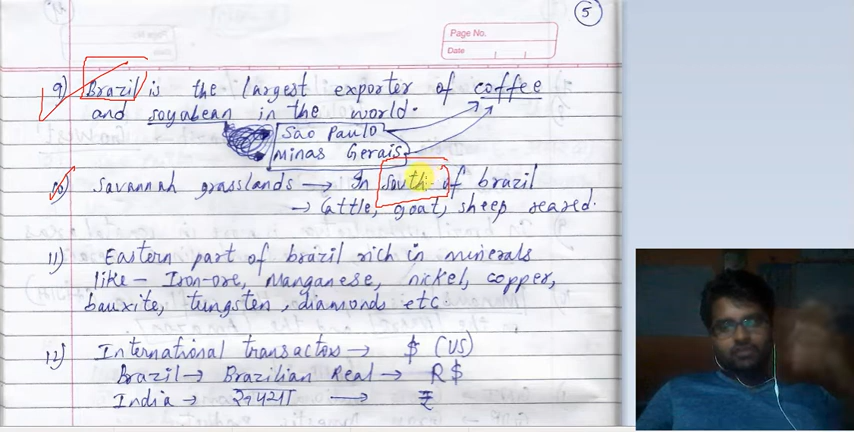 5
Page No.
Date
9) Brazil is the largest exporter of coffee
and soyabean in the world.
Sao Paulo
Minas Gerais
10) Savannah grasslands → In South of brazil
→ Cattle, goat, sheep reared.
11) Eastern part of brazil rich in minerals
like - Iron-ore, manganese, nickel, copper,
bauxite, tungsten, diamonds etc.
12) International transactors → $ (US)
Brazil → Brazilian Real → R$
India → रुपया → ₹